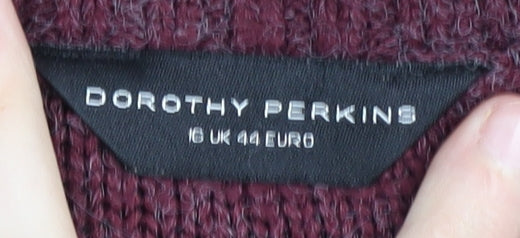 DOROTHY PERKINS
16 UK 44 EURO